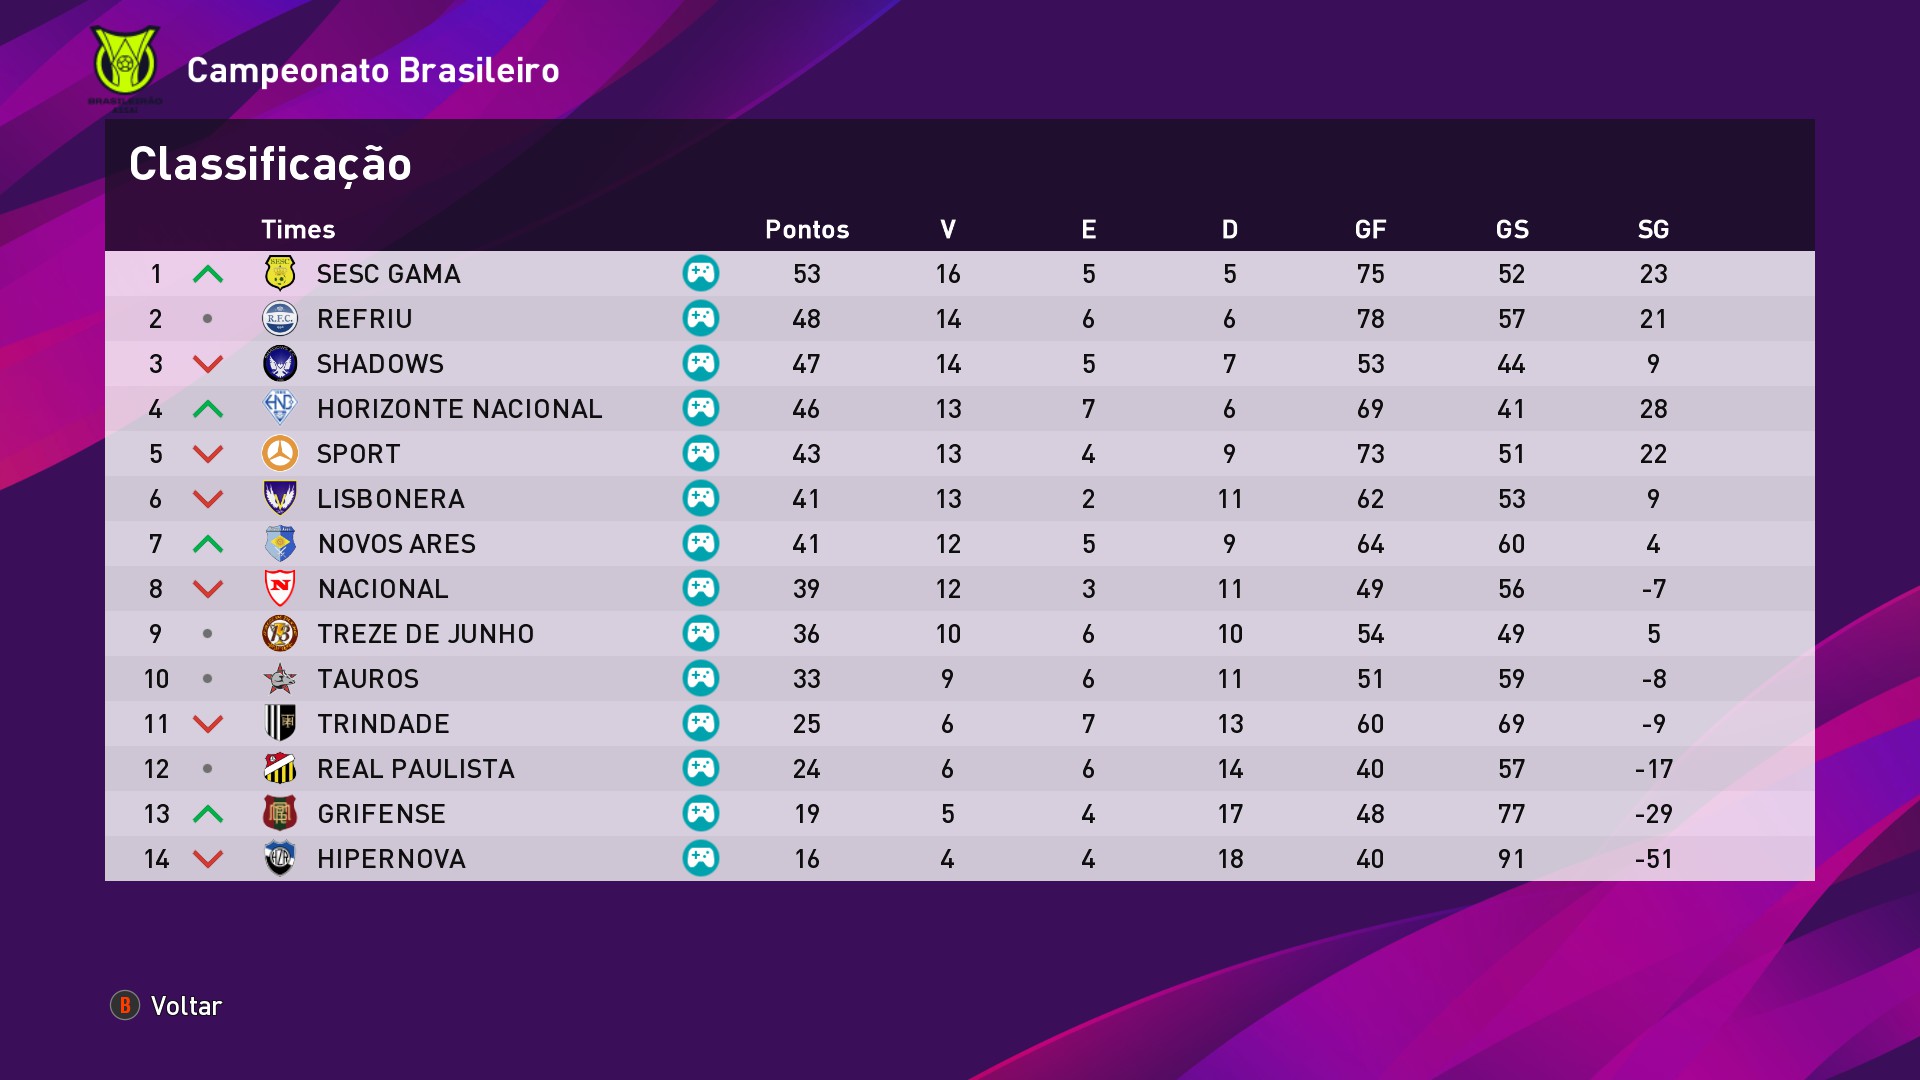 BRASILEIRÃO
Campeonato Brasileiro
Classificação
Times Pontos V E D GF GS SG
1 SESC GAMA 53 16 5 5 75 52 23
2 R.F.C. REFRIU 48 14 6 6 78 57 21
3 SHADOWS 47 14 5 7 53 44 9
4 HORIZONTE NACIONAL 46 13 7 6 69 41 28
5 SPORT 43 13 4 9 73 51 22
6 LISBONERA 41 13 2 11 62 53 9
7 NOVOS ARES 41 12 5 9 64 60 4
8 N NACIONAL 39 12 3 11 49 56 -7
9 13 TREZE DE JUNHO 36 10 6 10 54 49 5
10 TAUROS 33 9 6 11 51 59 -8
11 TRINDADE 25 6 7 13 60 69 -9
12 REAL PAULISTA 24 6 6 14 40 57 -17
13 GRIFENSE 19 5 4 17 48 77 -29
14 HIPERNOVA 16 4 4 18 40 91 -51
B Voltar